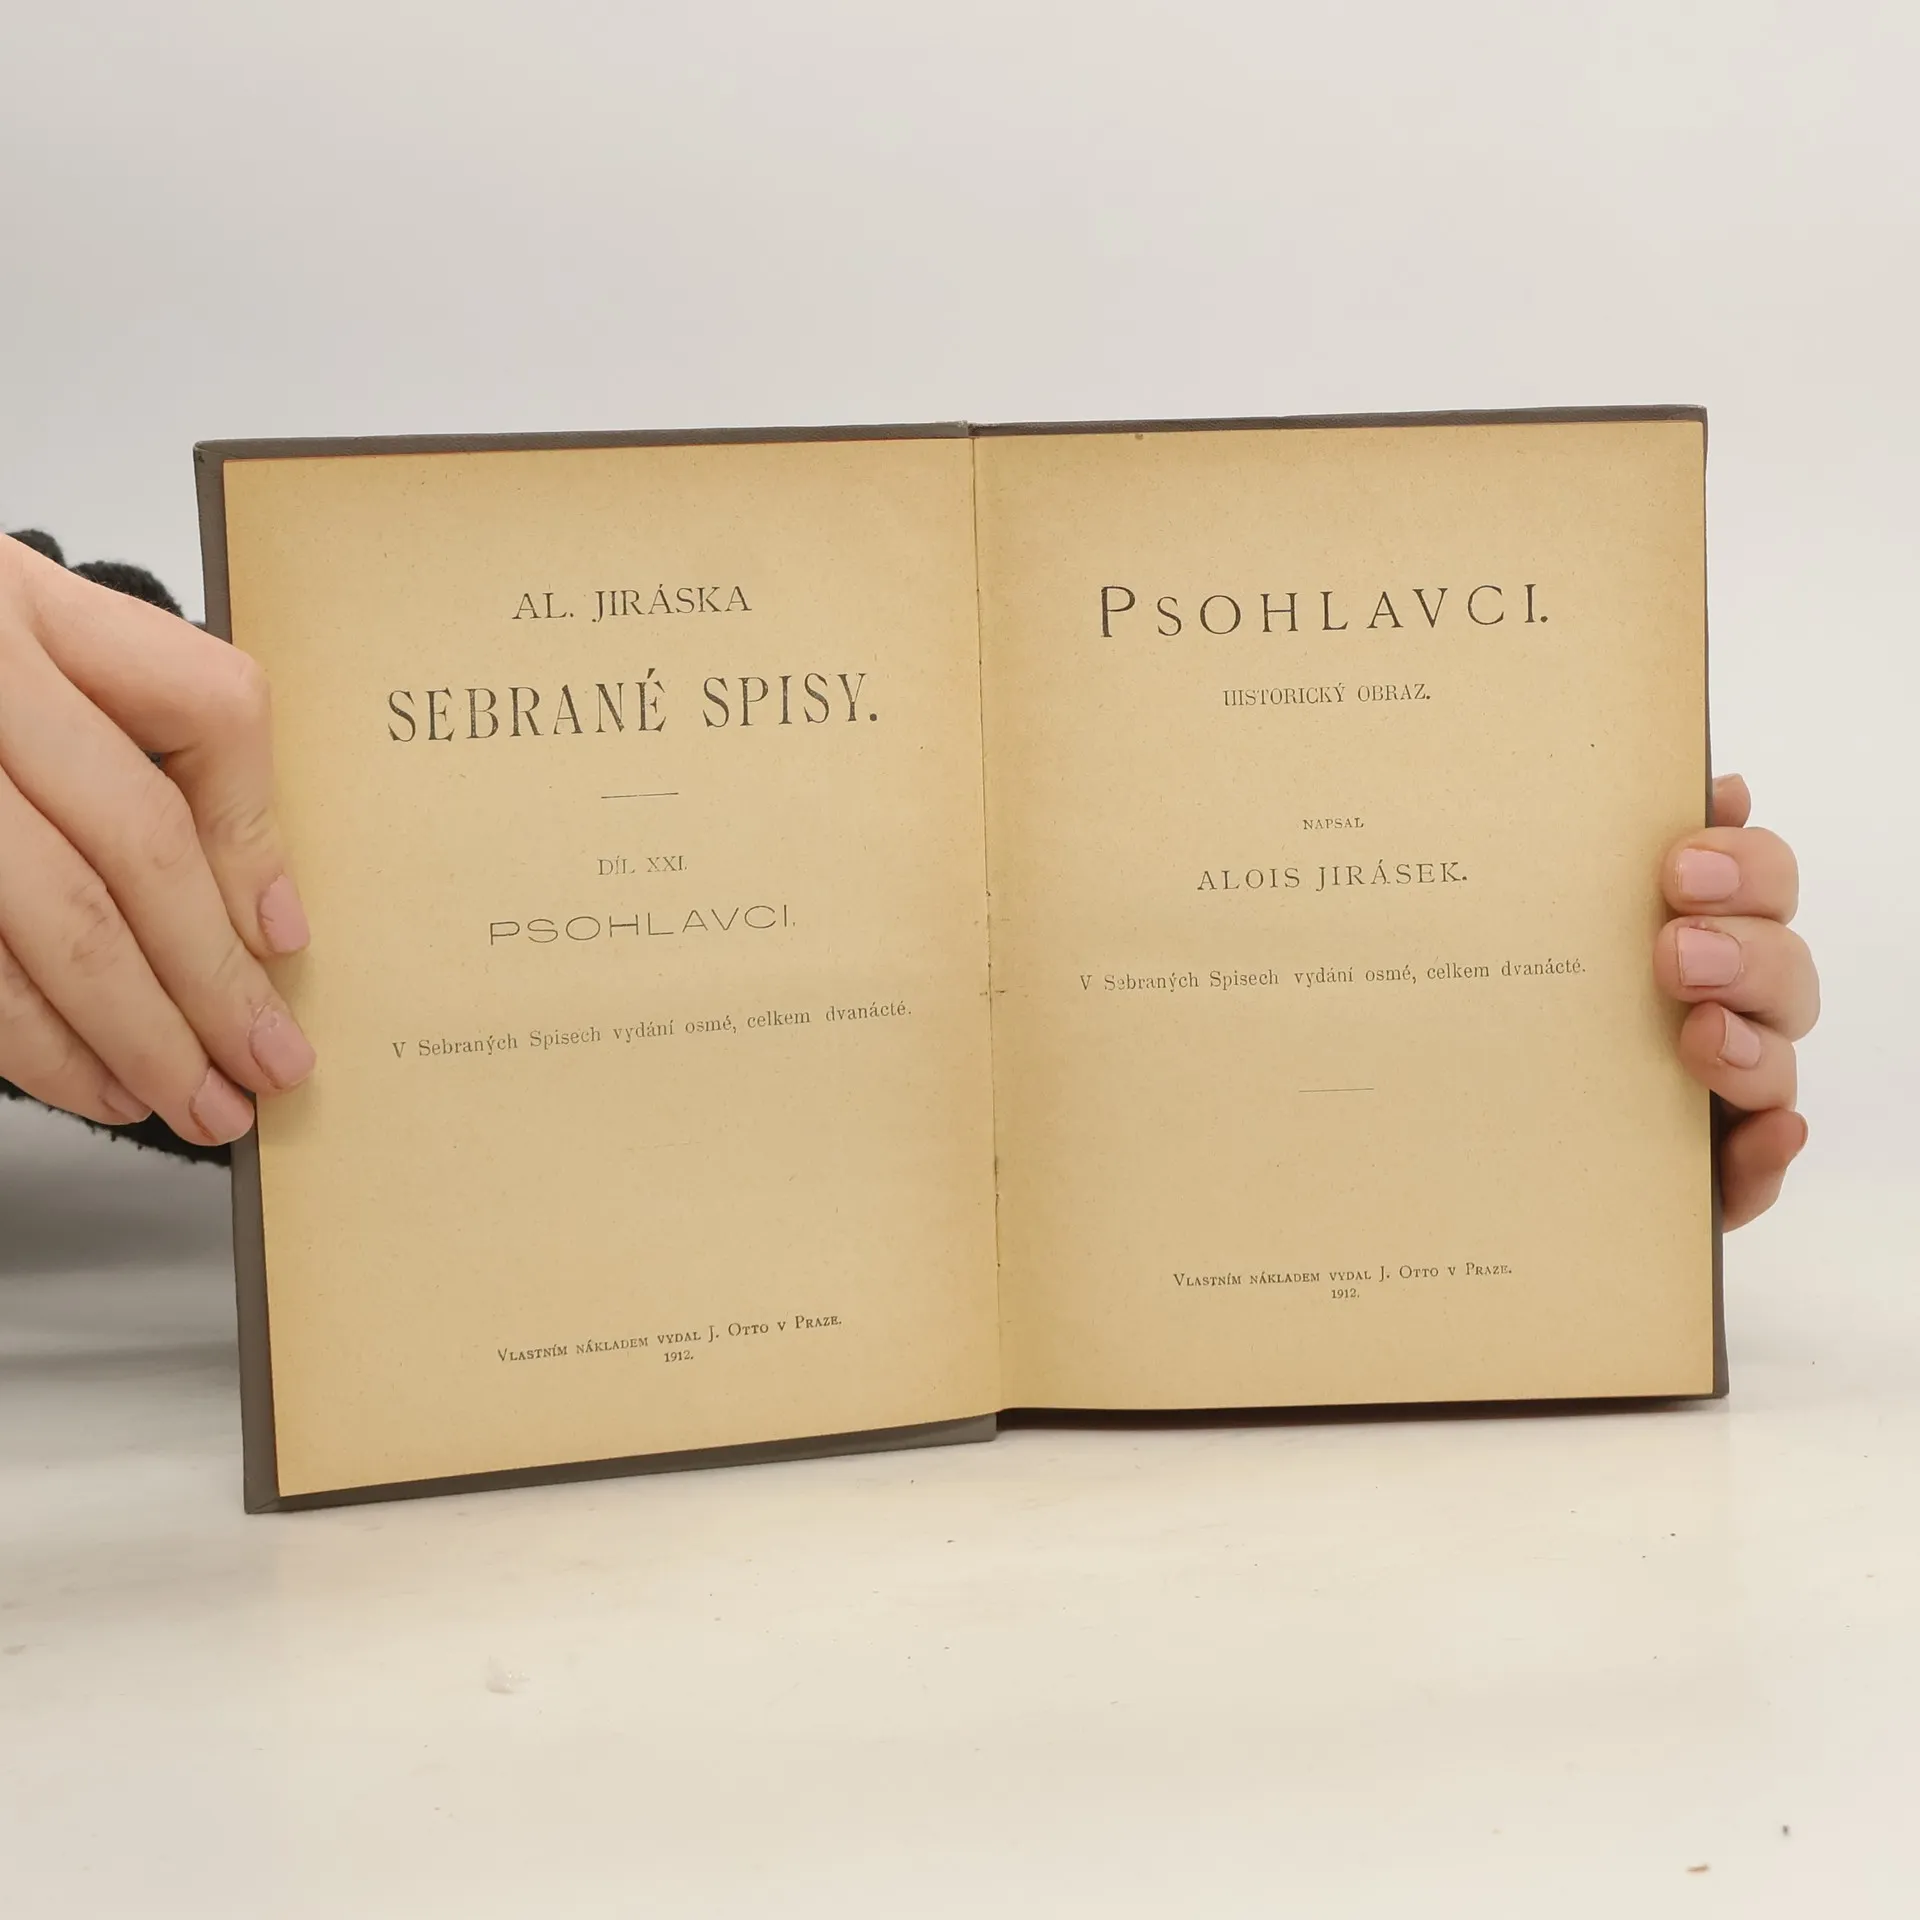 AL. JIRÁSKA
SEBRANÉ SPISY.
DÍL XXI.
PSOHLAVCI.
V Sebraných Spisech vydání osmé, celkem dvanácté.
Vlastním nákladem vydal J. Otto v Praze.
1912.
PSOHLAVCI.
HISTORICKÝ OBRAZ.
NAPSAL
ALOIS JIRÁSEK.
V Sebraných Spisech vydání osmé, celkem dvanácté.
Vlastním nákladem vydal J. Otto v Praze.
1912.